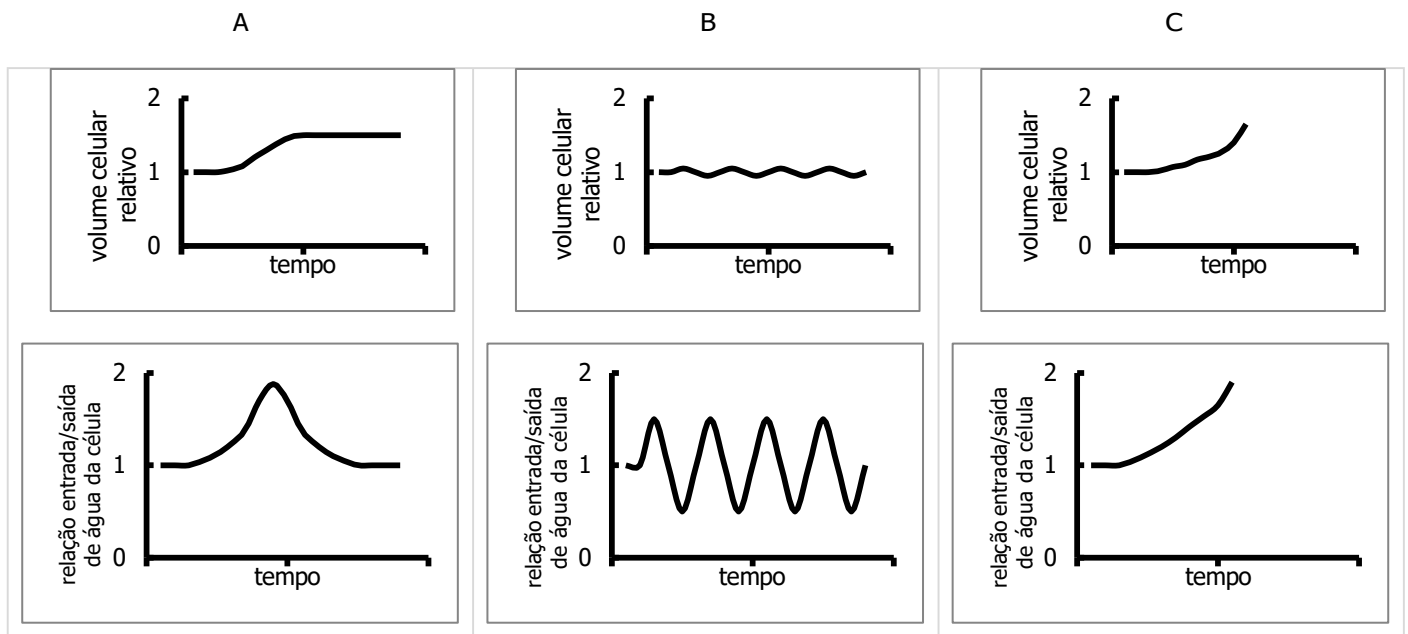 A
B
C
2
1
0
volume celular
relativo
tempo
2
1
0
volume celular
relativo
tempo
2
1
0
volume celular
relativo
tempo
2
1
0
relação entrada/saída
de água da célula
tempo
2
1
0
relação entrada/saída
de água da célula
tempo
2
1
0
relação entrada/saída
de água da célula
tempo